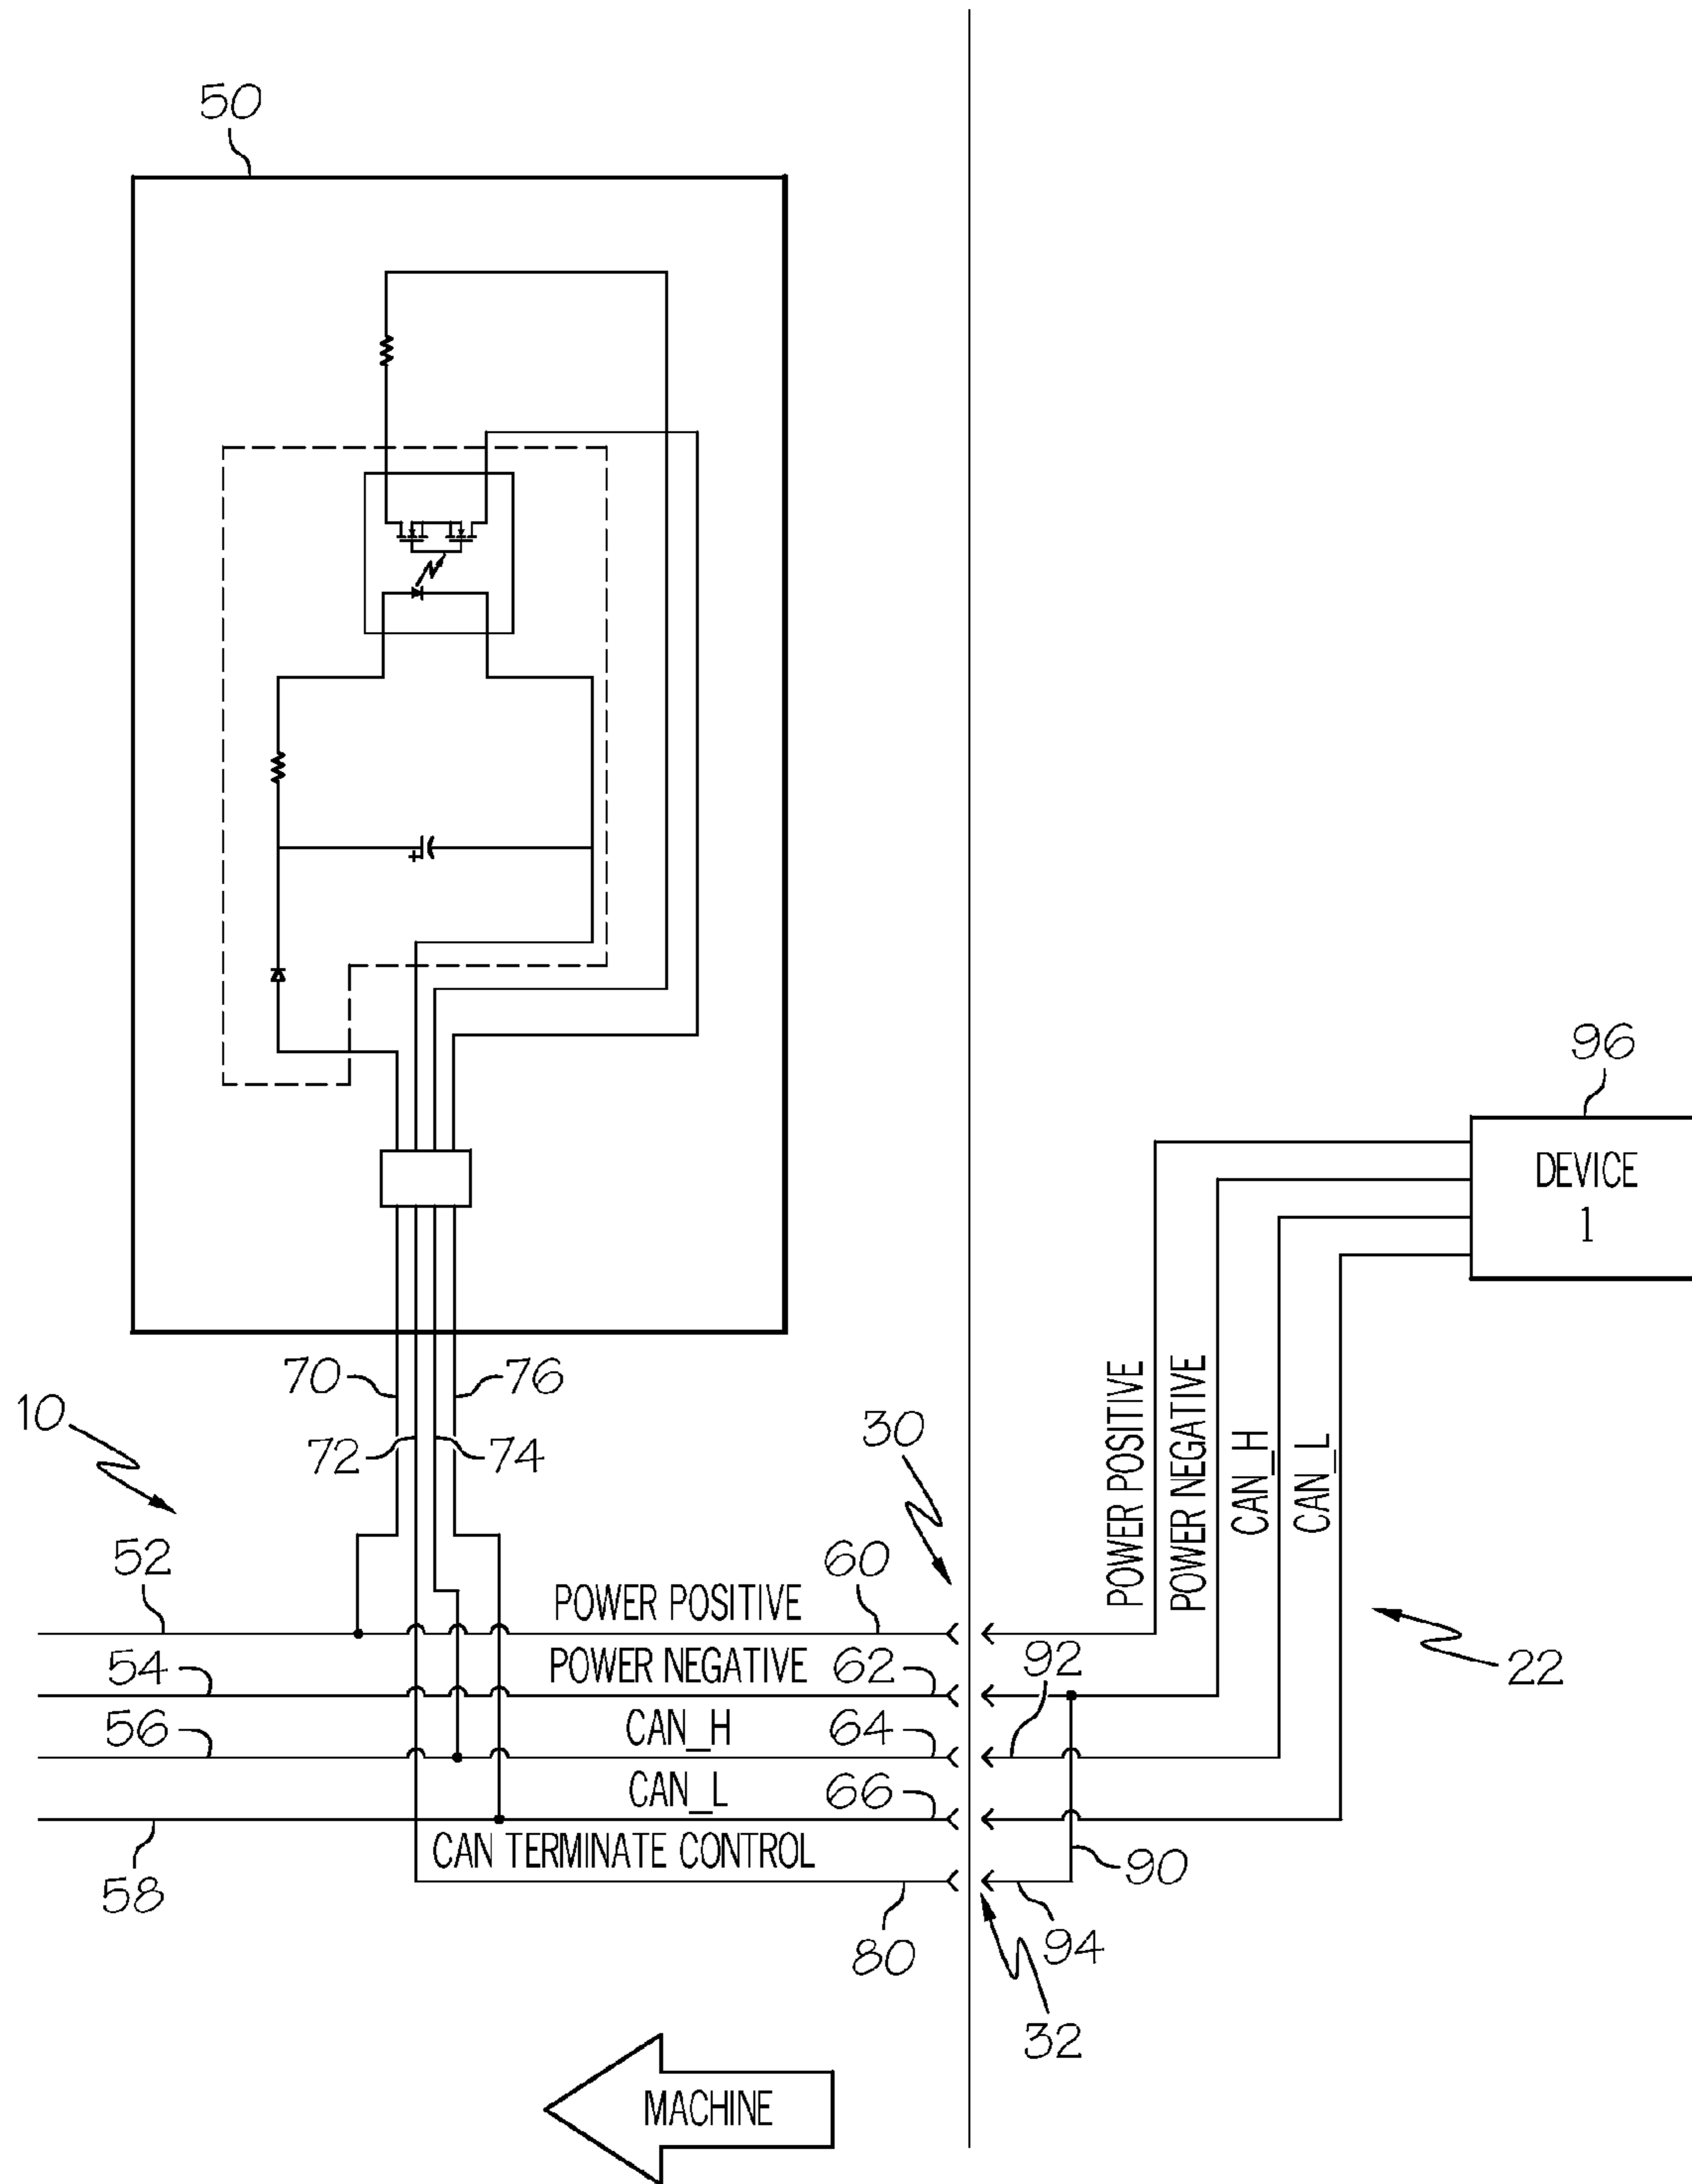 50
96
DEVICE
1
70
76
10
72
74
30
POWER POSITIVE
POWER NEGATIVE
CAN_H
CAN_L
52
POWER POSITIVE
60
54
POWER NEGATIVE
62
92
22
56
CAN_H
64
CAN_L
66
CAN TERMINATE CONTROL
90
58
80
94
32
MACHINE